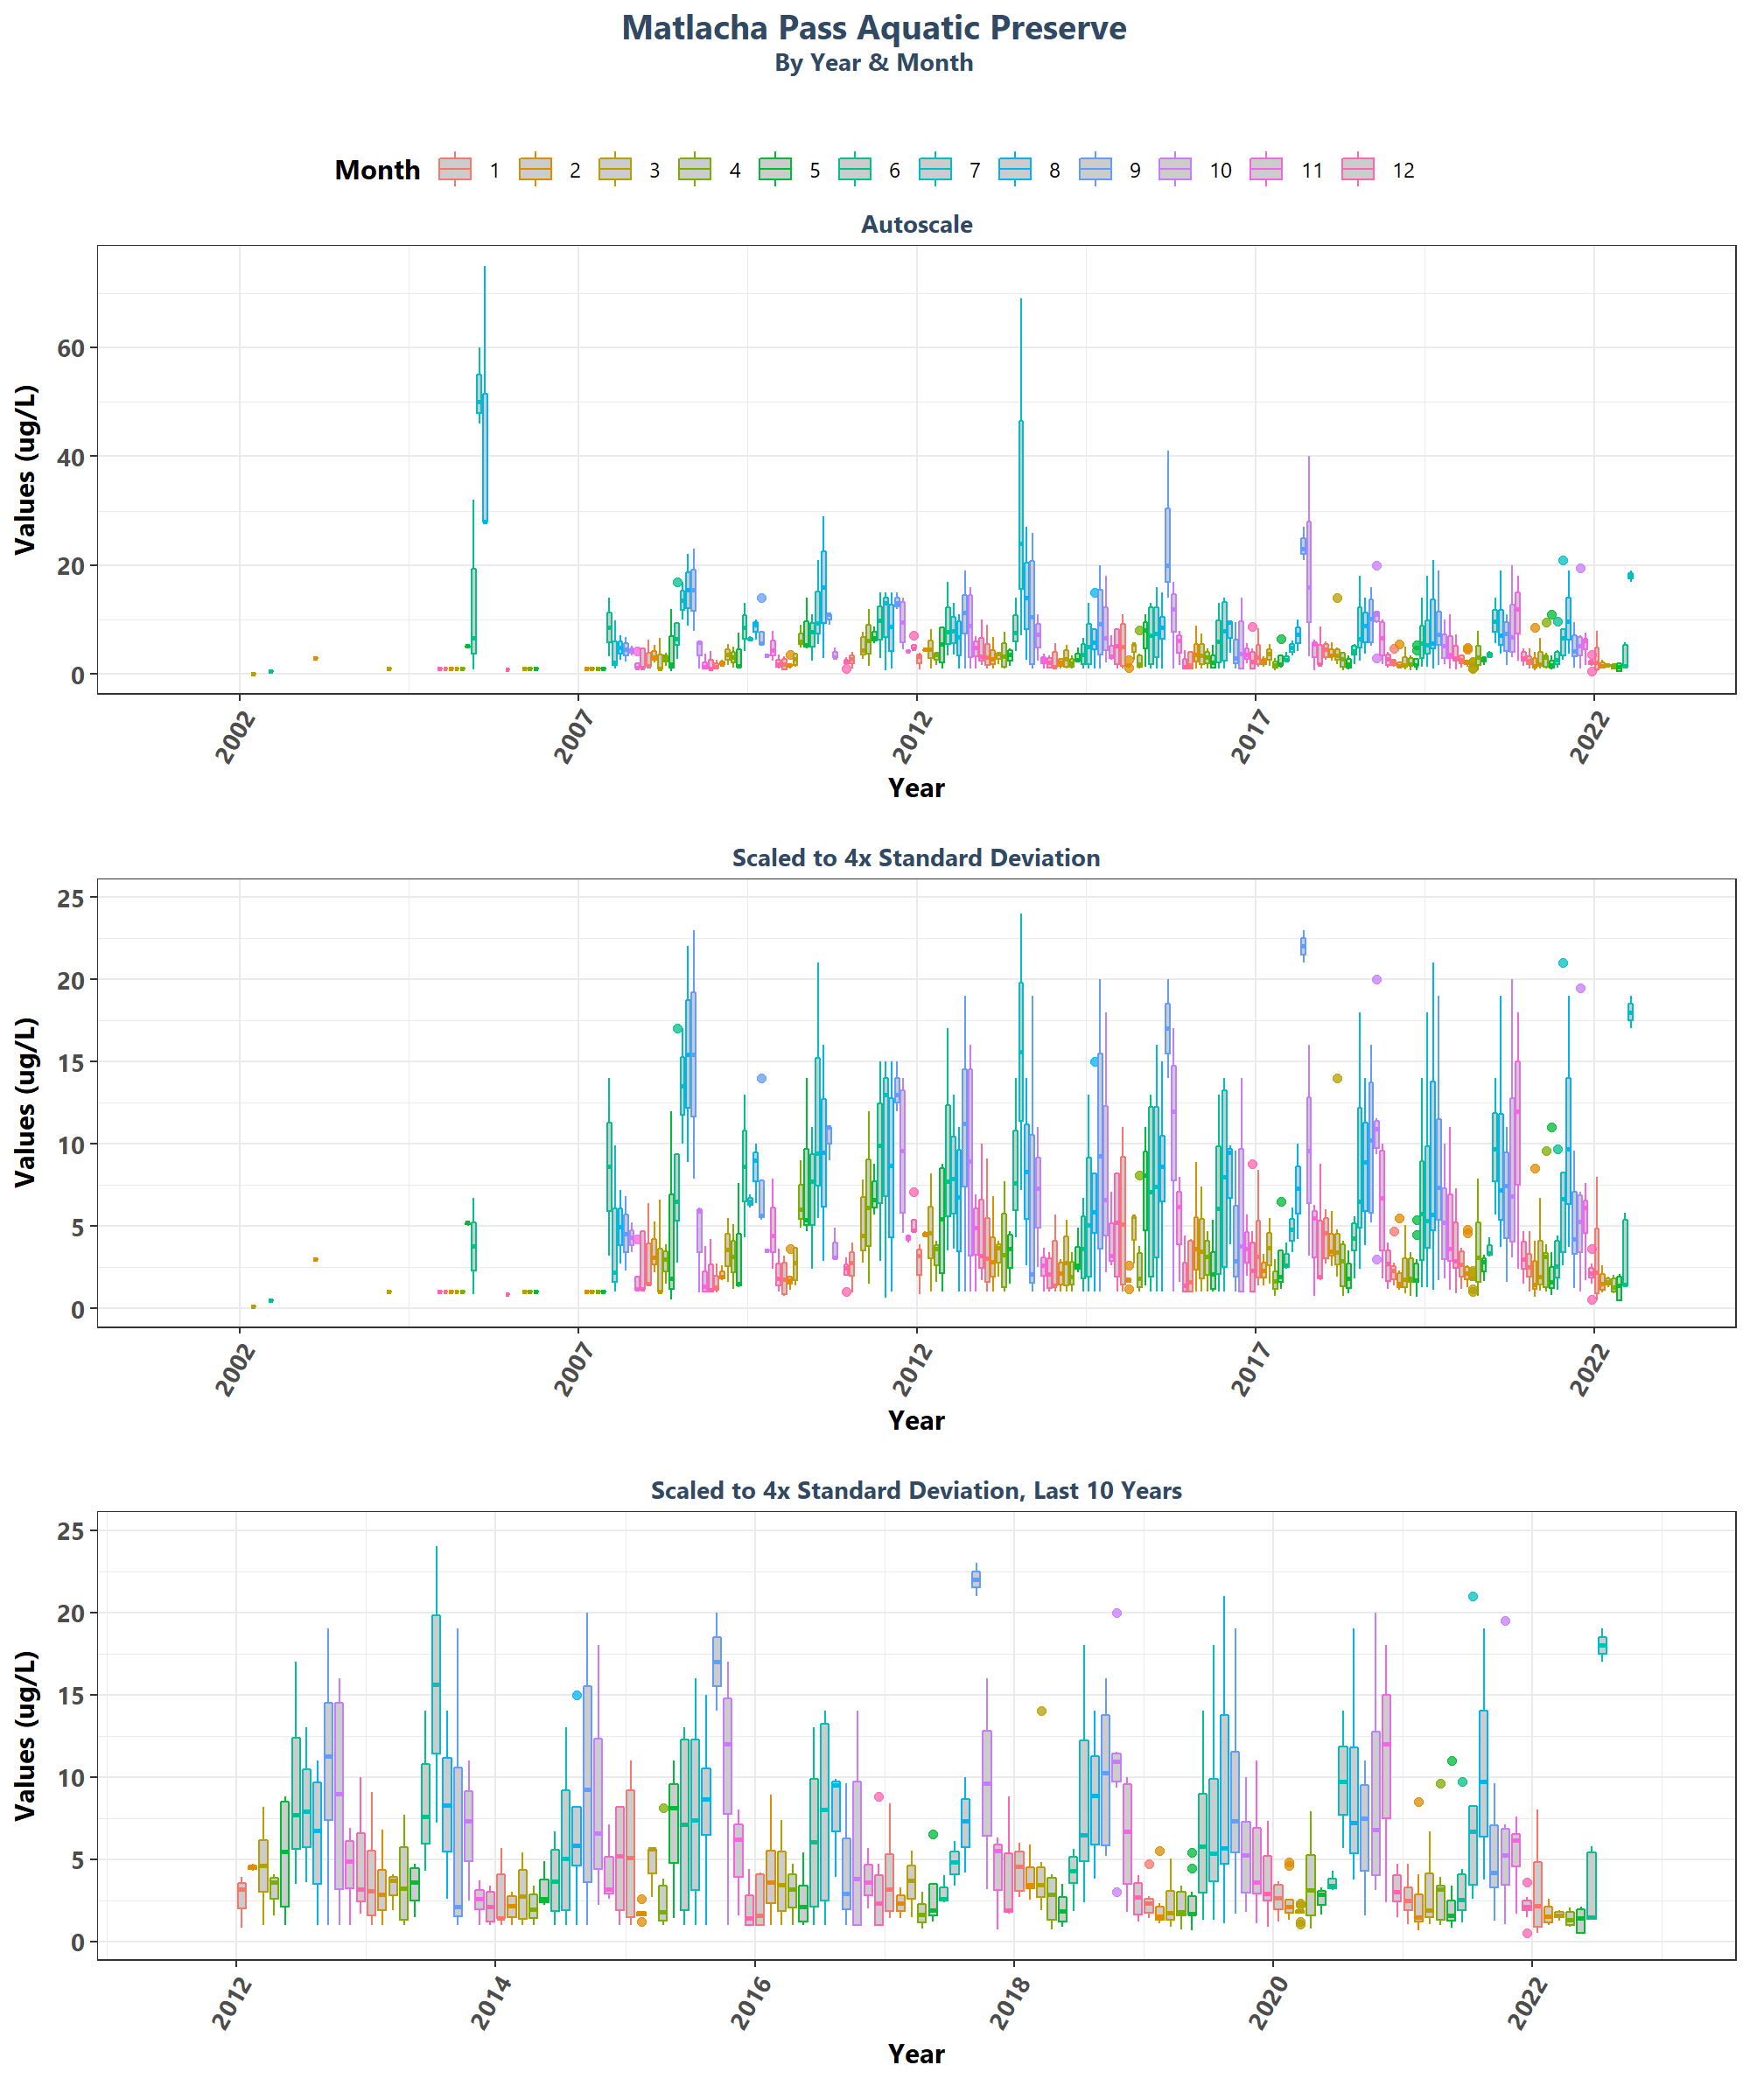 Matlacha Pass Aquatic Preserve
By Year & Month
Month 1 2 3 4 5 6 7 8 9 10 11 12
Autoscale
Values (ug/L)
60
40
20
0
2002 2007 2012 2017 2022
Year
Scaled to 4x Standard Deviation
Values (ug/L)
25
20
15
10
5
0
2002 2007 2012 2017 2022
Year
Scaled to 4x Standard Deviation, Last 10 Years
Values (ug/L)
25
20
15
10
5
0
2012 2014 2016 2018 2020 2022
Year